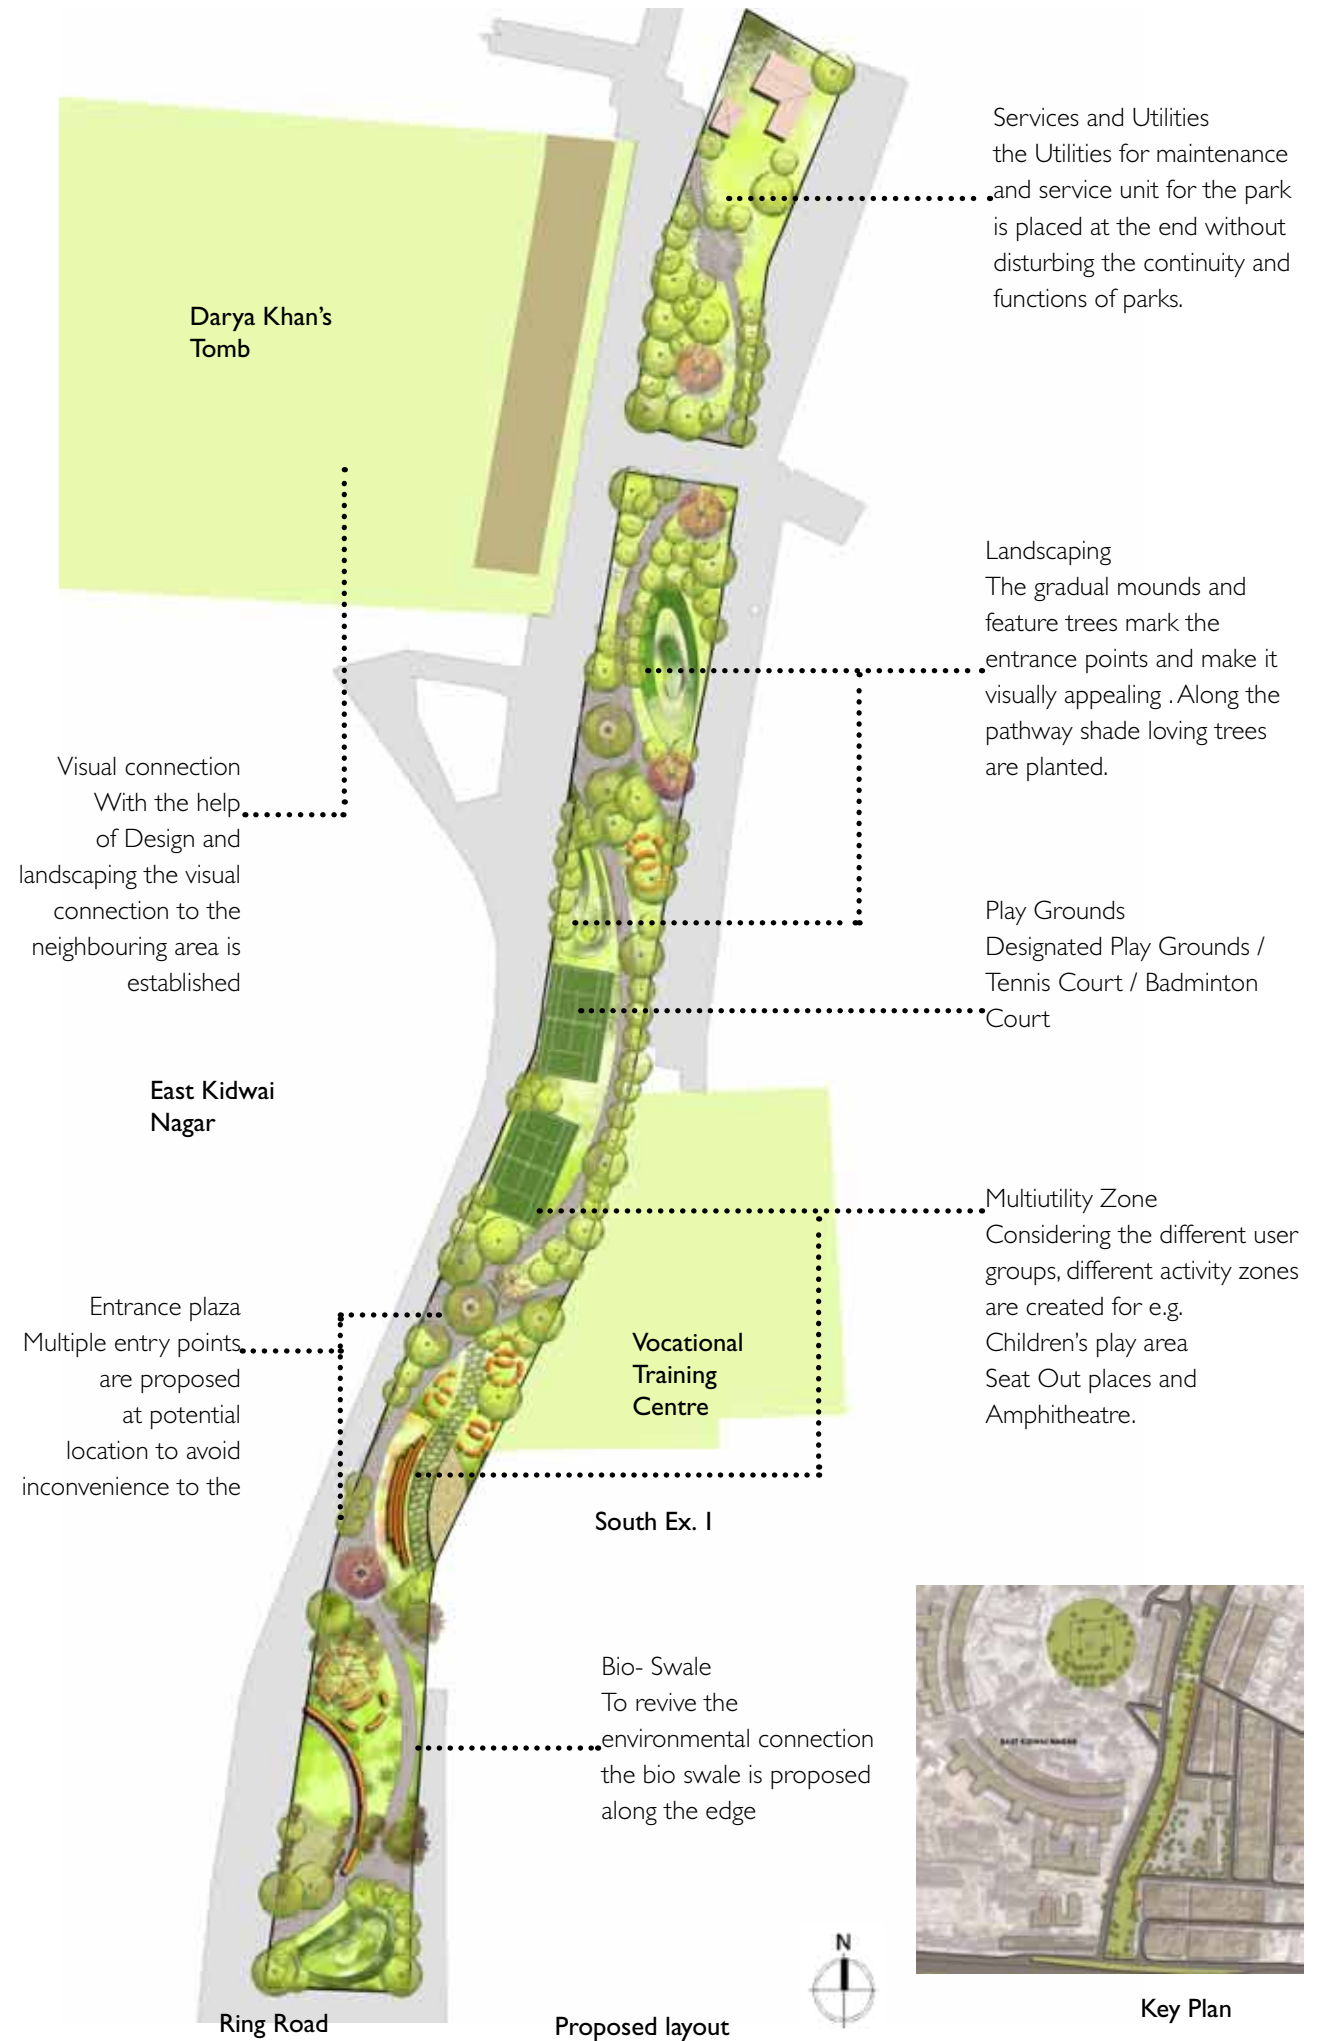 Services and Utilities
the Utilities for maintenance
and service unit for the park
is placed at the end without
disturbing the continuity and
functions of parks.
Darya Khan's
Tomb
Landscaping
The gradual mounds and
feature trees mark the
entrance points and make it
visually appealing . Along the
pathway shade loving trees
are planted.
Visual connection
With the help
of Design and
landscaping the visual
connection to the
neighbouring area is
established
Play Grounds
Designated Play Grounds /
Tennis Court / Badminton
Court
East Kidwai
Nagar
Multiutility Zone
Considering the different user
groups, different activity zones
are created for e.g.
Children's play area
Seat Out places and
Amphitheatre.
Entrance plaza
Multiple entry points
are proposed
at potential
location to avoid
inconvenience to the
Vocational
Training
Centre
South Ex. 1
Bio- Swale
To revive the
environmental connection
the bio swale is proposed
along the edge
EAST KIDWAI NAGAR
N
Key Plan
Ring Road
Proposed layout